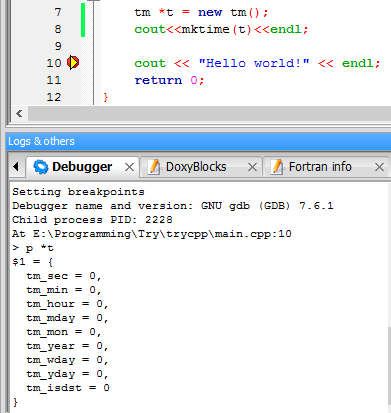 7 tm *t = new tm();
8 cout<<mktime(t)<<endl;
9
10 cout << "Hello world!" << endl;
11 return 0;
12 }
Logs & others
Debugger DoxyBlocks Fortran info
Setting breakpoints
Debugger name and version: GNU gdb (GDB) 7.6.1
Child process PID: 2228
At E:\Programming\Try\trycpp\main.cpp:10
> p *t
$1 = {
tm_sec = 0,
tm_min = 0,
tm_hour = 0,
tm_mday = 0,
tm_mon = 0,
tm_year = 0,
tm_wday = 0,
tm_yday = 0,
tm_isdst = 0
}